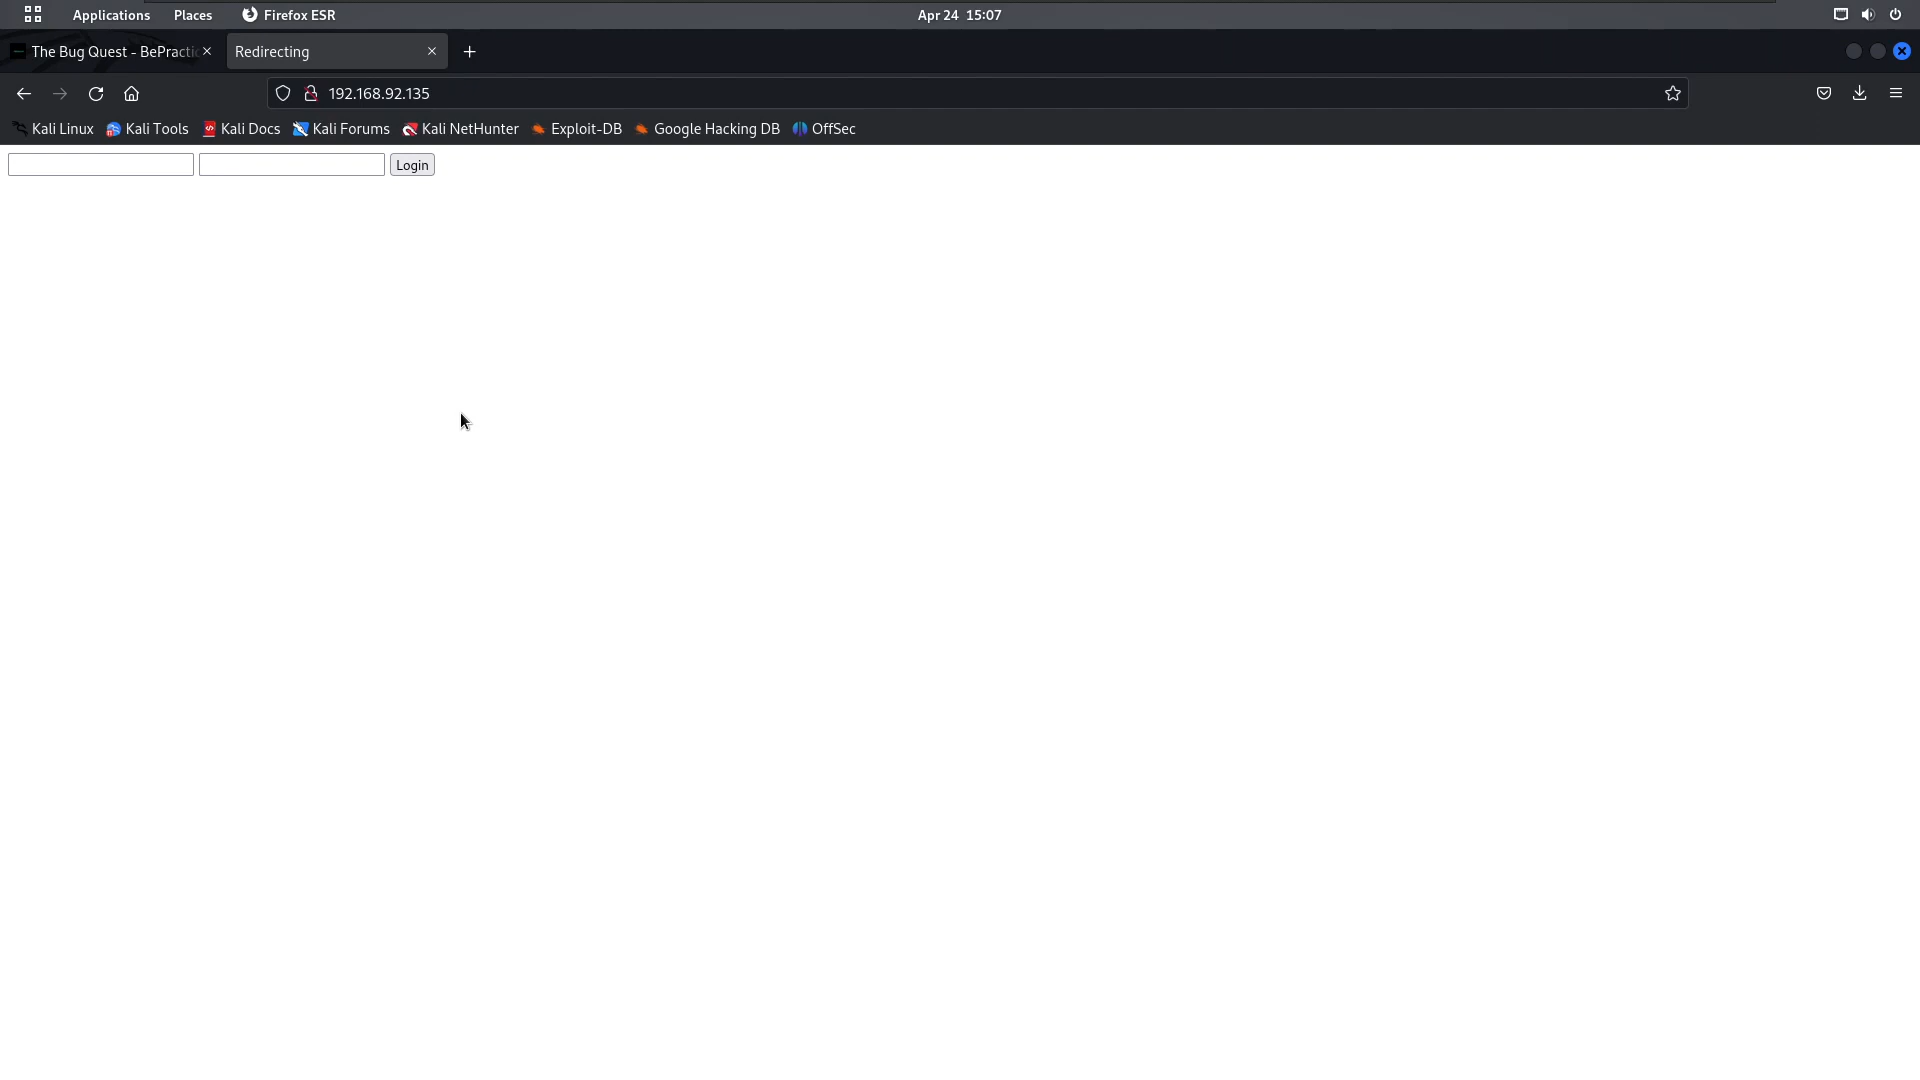 Applications Places Firefox ESR Apr 24 15:07
The Bug Quest - BePractic Redirecting
192.168.92.135
Kali Linux Kali Tools Kali Docs Kali Forums Kali NetHunter Exploit-DB Google Hacking DB OffSec
Login